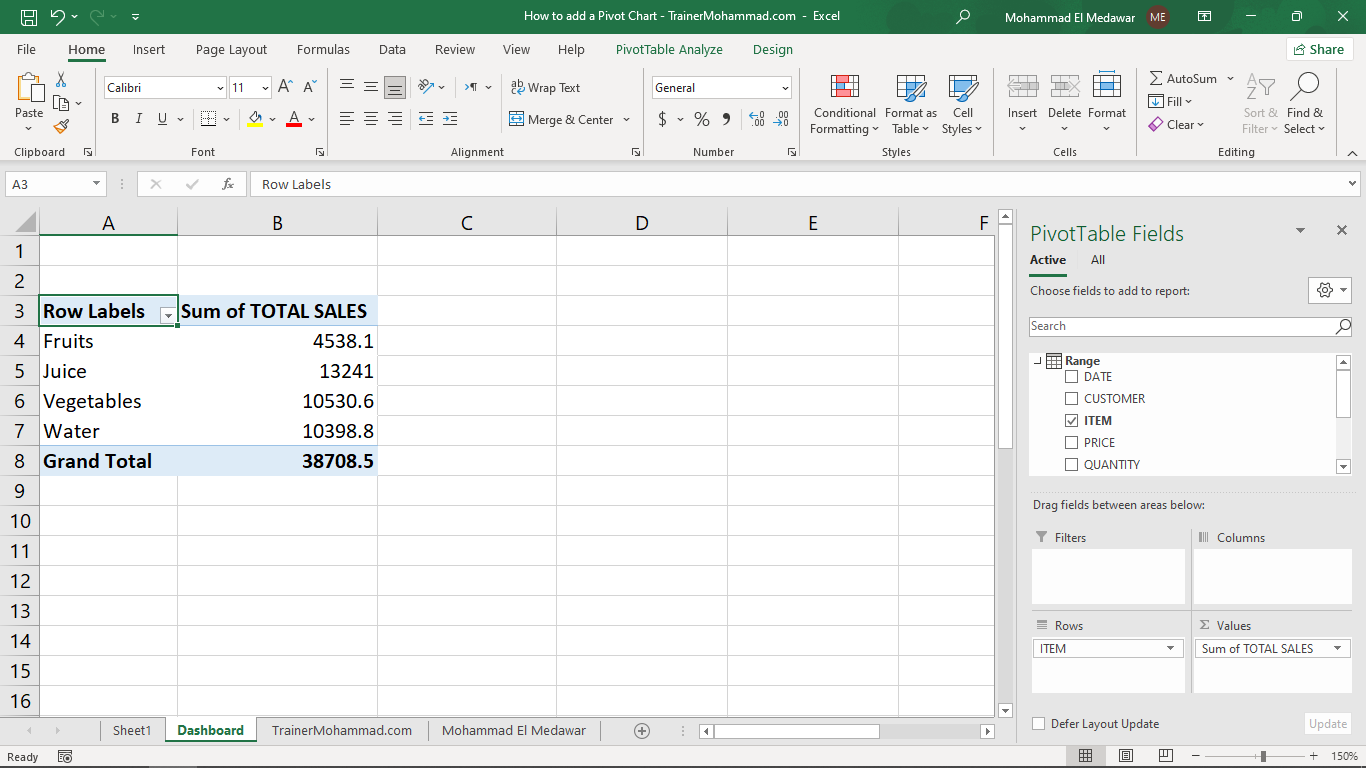 How to add a Pivot Chart - TrainerMohammad.com - Excel
Mohammad El Medawar ME
File Home Insert Page Layout Formulas Data Review View Help PivotTable Analyze Design Share
Calibri 11 A A ab Wrap Text General Conditional Formatting Format as Table Cell Styles Insert Delete Format AutoSum Sort & Filter Find & Select
Paste Fill
B I U A Merge & Center $ % Clear
Clipboard Font Alignment Number Styles Cells Editing
A3 fx Row Labels
A B C D E F
1
2
3 Row Labels Sum of TOTAL SALES
4 Fruits 4538.1
5 Juice 13241
6 Vegetables 10530.6
7 Water 10398.8
8 Grand Total 38708.5
9
10
11
12
13
14
15
16
PivotTable Fields
Active All
Choose fields to add to report:
Search
Range
DATE
CUSTOMER
ITEM
PRICE
QUANTITY
Drag fields between areas below:
Filters Columns
Rows Σ Values
ITEM Sum of TOTAL SALES
Defer Layout Update Update
Sheet1 Dashboard TrainerMohammad.com Mohammad El Medawar
Ready 150%